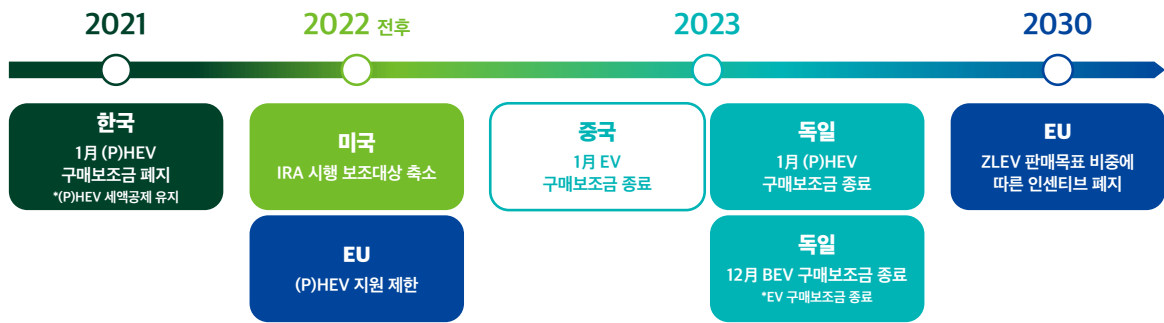 2021
2022 전후
2023
2030
한국
1月 (P)HEV
구매보조금 폐지
*(P)HEV 세액공제 유지
미국
IRA 시행 보조대상 축소
EU
(P)HEV 지원 제한
중국
1月 EV
구매보조금 종료
독일
1月 (P)HEV
구매보조금 종료
독일
12月 BEV 구매보조금 종료
*EV 구매보조금 종료
EU
ZLEV 판매목표 비중에
따른 인센티브 폐지